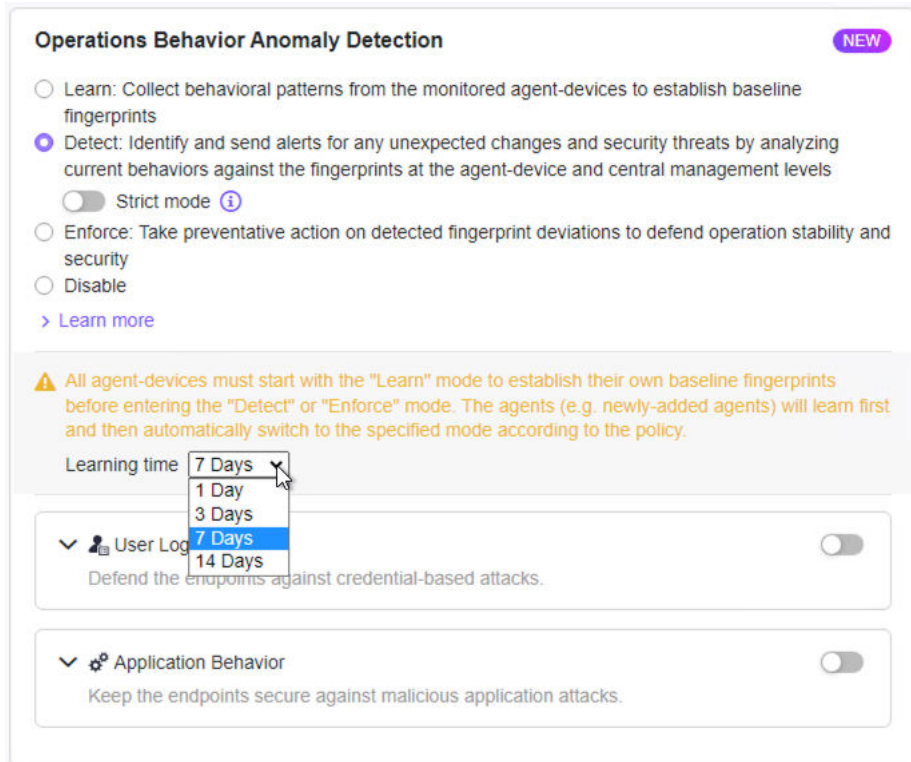 Operations Behavior Anomaly Detection
NEW
Learn: Collect behavioral patterns from the monitored agent-devices to establish baseline
fingerprints
Detect: Identify and send alerts for any unexpected changes and security threats by analyzing
current behaviors against the fingerprints at the agent-device and central management levels
Strict mode
Enforce: Take preventative action on detected fingerprint deviations to defend operation stability and
security
Disable
> Learn more
All agent-devices must start with the "Learn" mode to establish their own baseline fingerprints
before entering the "Detect" or "Enforce" mode. The agents (e.g. newly-added agents) will learn first
and then automatically switch to the specified mode according to the policy.
Learning time 7 Days
1 Day
3 Days
7 Days
14 Days
User Log
Defend the endpoints against credential-based attacks.
Application Behavior
Keep the endpoints secure against malicious application attacks.